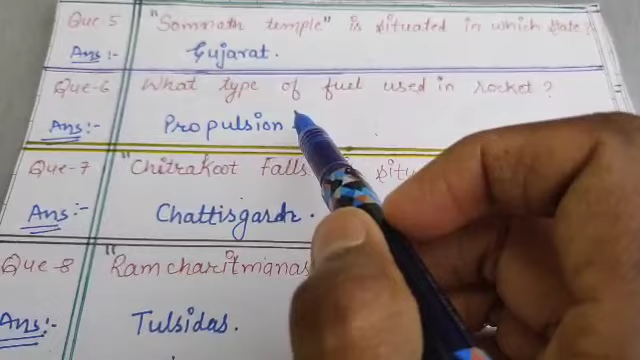 Que 5 "Somnath temple" is situated in which state
Ans:- Gujarat.
Que-6 What type of fuel used in rocket?
Ans:- Propulsion
Que-7 "Chitrakoot Falls
Ans:- Chattisgarh.
Que-8 "Ramcharitmanas
Ans:- Tulsidas.